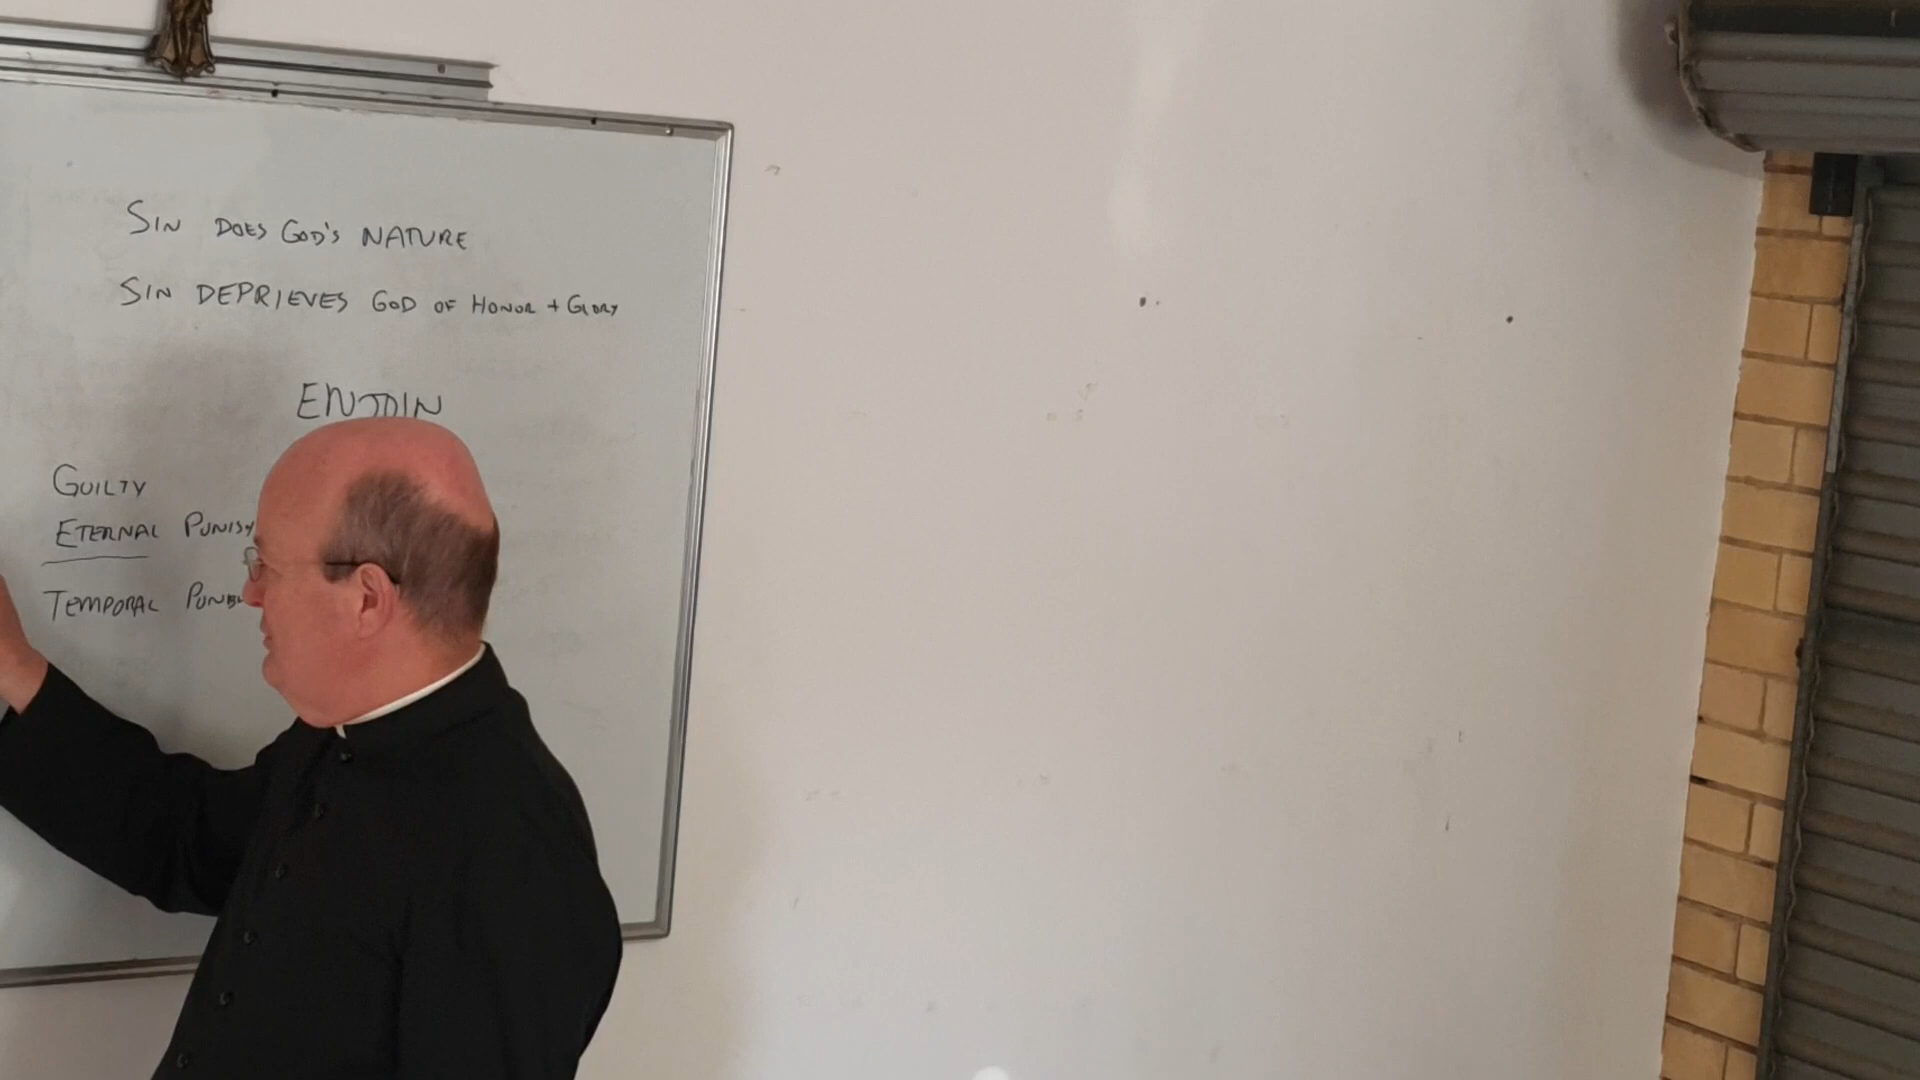 SIN DOES GOD'S NATURE
SIN DEPRIEVES GOD OF HONOR + GLORY
ENJOIN
GUILTY
ETERNAL
TEMPORAL